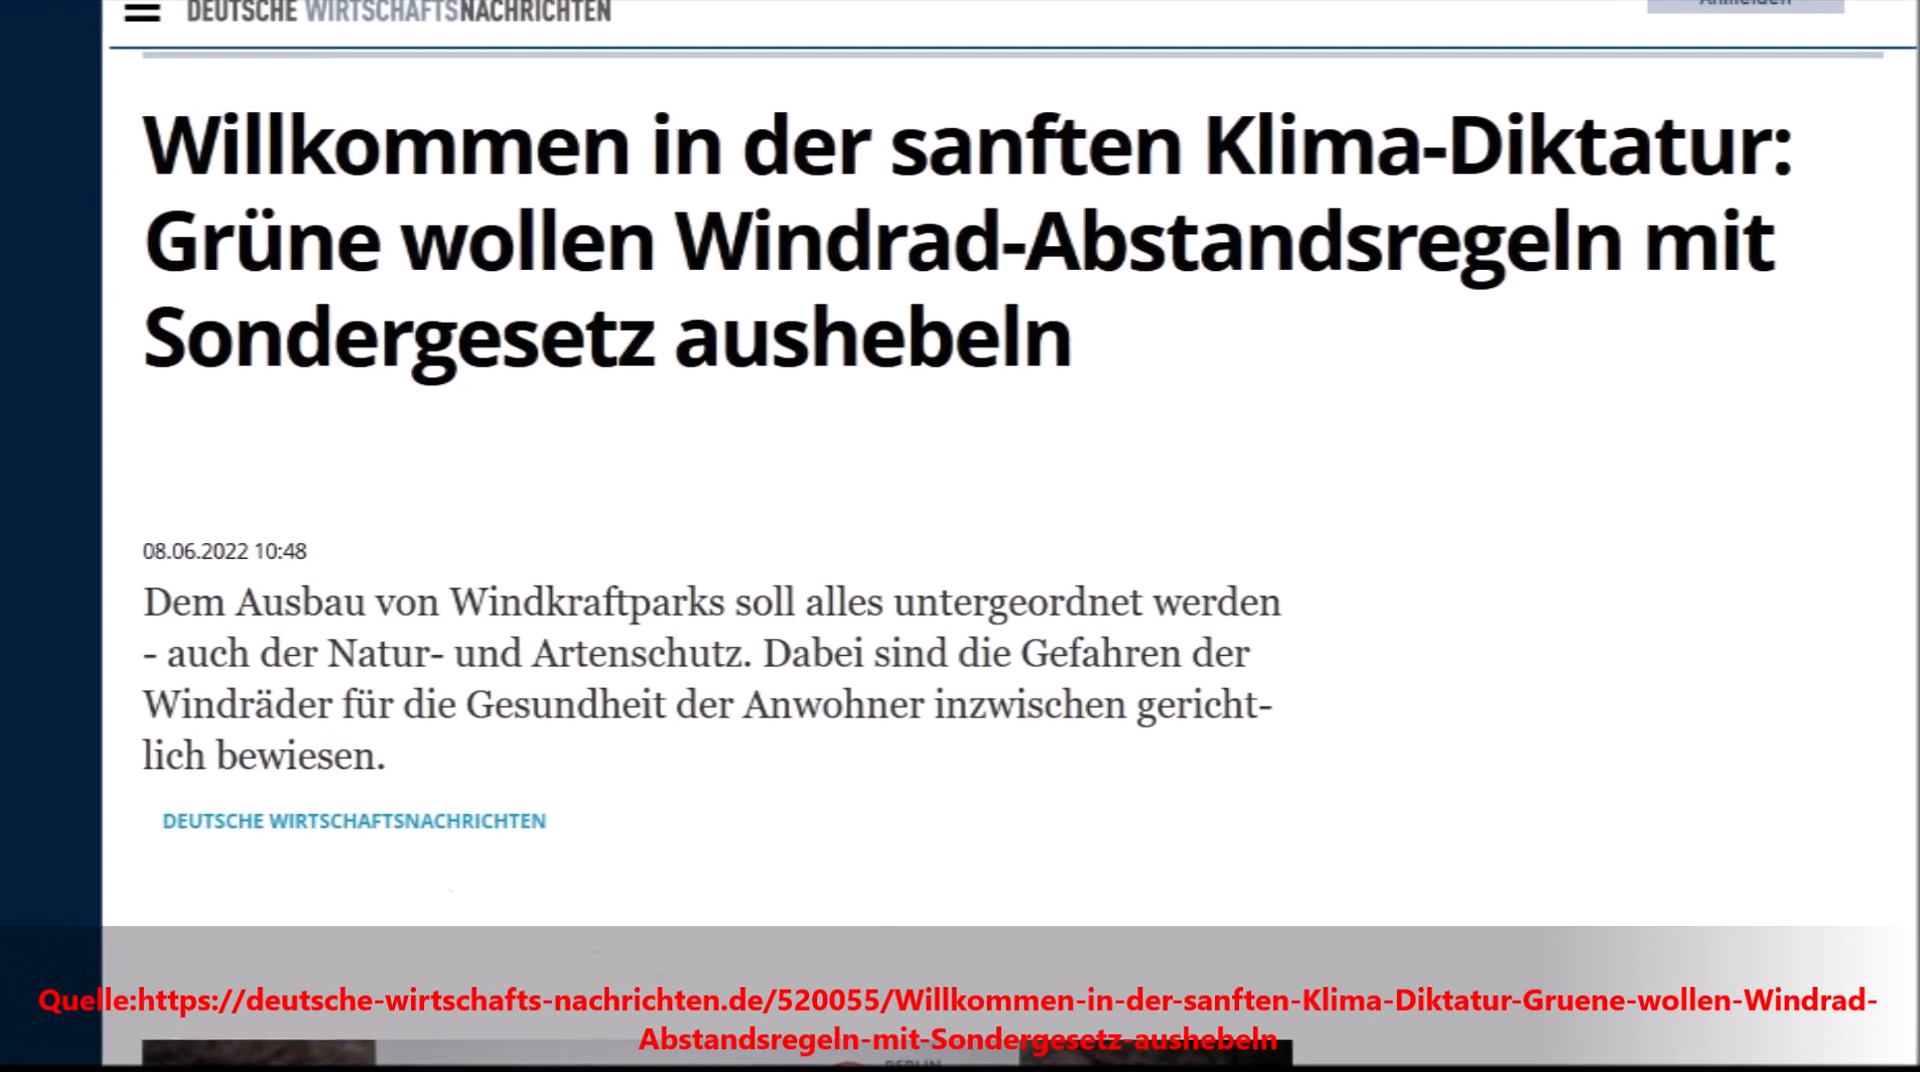 DEUTSCHE WIRTSCHAFTSNACHRICHTEN
Anmelden
Willkommen in der sanften Klima-Diktatur:
Grüne wollen Windrad-Abstandsregeln mit
Sondergesetz aushebeln
08.06.2022 10:48
Dem Ausbau von Windkraftparks soll alles untergeordnet werden
- auch der Natur- und Artenschutz. Dabei sind die Gefahren der
Windräder für die Gesundheit der Anwohner inzwischen gericht-
lich bewiesen.
DEUTSCHE WIRTSCHAFTSNACHRICHTEN
Quelle:https://deutsche-wirtschafts-nachrichten.de/520055/Willkommen-in-der-sanften-Klima-Diktatur-Gruene-wollen-Windrad-
Abstandsregeln-mit-Sondergesetz-aushebeln
BERLIN